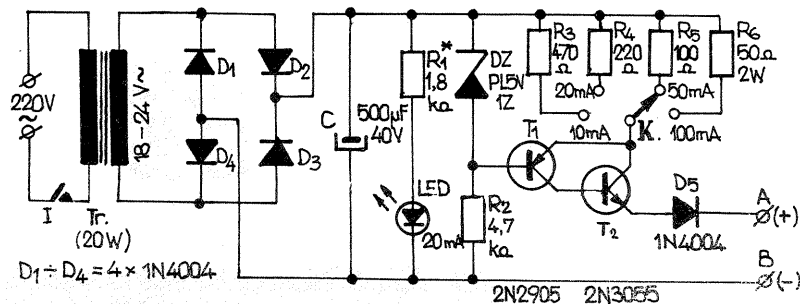 220V
~
I
Tr.
(20W)
18-24V~
D1
D2
D4
D3
D1÷D4=4×1N4004
C
500µF
40V
R1*
1,8
kΩ
LED
20mA
DZ
PL5V
1Z
R2
4,7
kΩ
R3
470
Ω
R4
220
Ω
R5
100
Ω
R6
50Ω
2W
20mA
50mA
10mA
K.
100mA
T1
T2
2N2905
2N3055
D5
1N4004
A
(+)
B
(-)